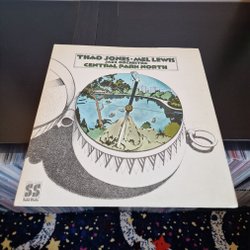 THAD JONES · MEL LEWIS
JAZZ ORCHESTRA
CENTRAL PARK NORTH
SS